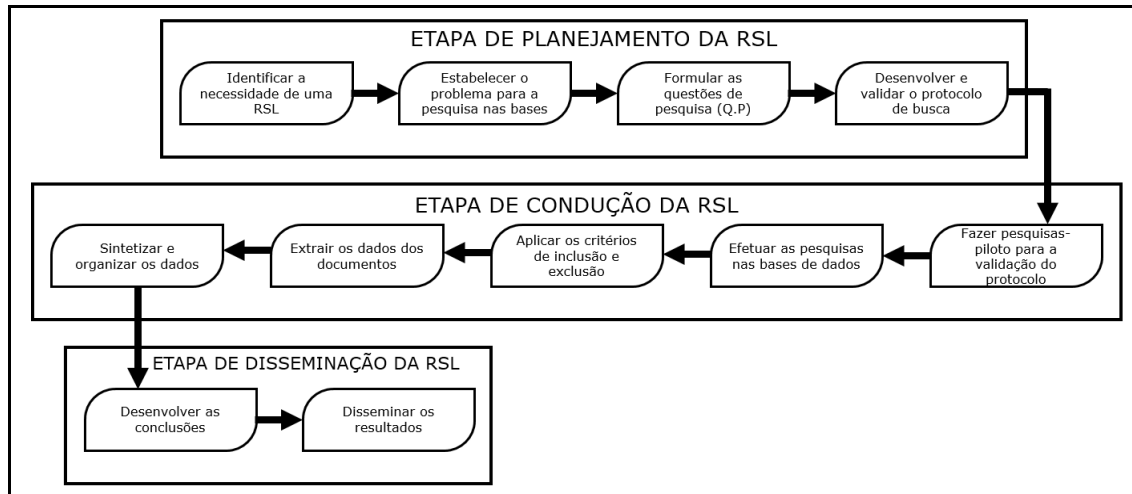 ETAPA DE PLANEJAMENTO DA RSL
Identificar a
necessidade de uma
RSL
Estabelecer o
problema para a
pesquisa nas bases
Formular as
questões de
pesquisa (Q.P)
Desenvolver e
validar o protocolo
de busca
ETAPA DE CONDUÇÃO DA RSL
Fazer pesquisas-
piloto para a
validação do
protocolo
Efetuar as pesquisas
nas bases de dados
Aplicar os critérios
de inclusão e
exclusão
Extrair os dados dos
documentos
Sintetizar e
organizar os dados
ETAPA DE DISSEMINAÇÃO DA RSL
Desenvolver as
conclusões
Disseminar os
resultados